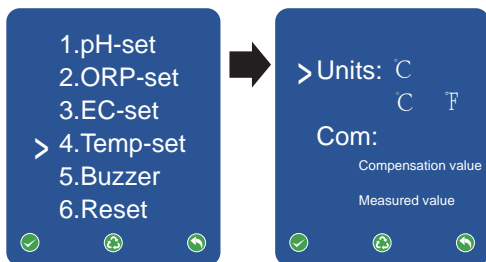 1.pH-set
2.ORP-set
3.EC-set
> 4.Temp-set
5.Buzzer
6.Reset
> Units: ℃
℃ ℉
Com:
Compensation value
Measured value